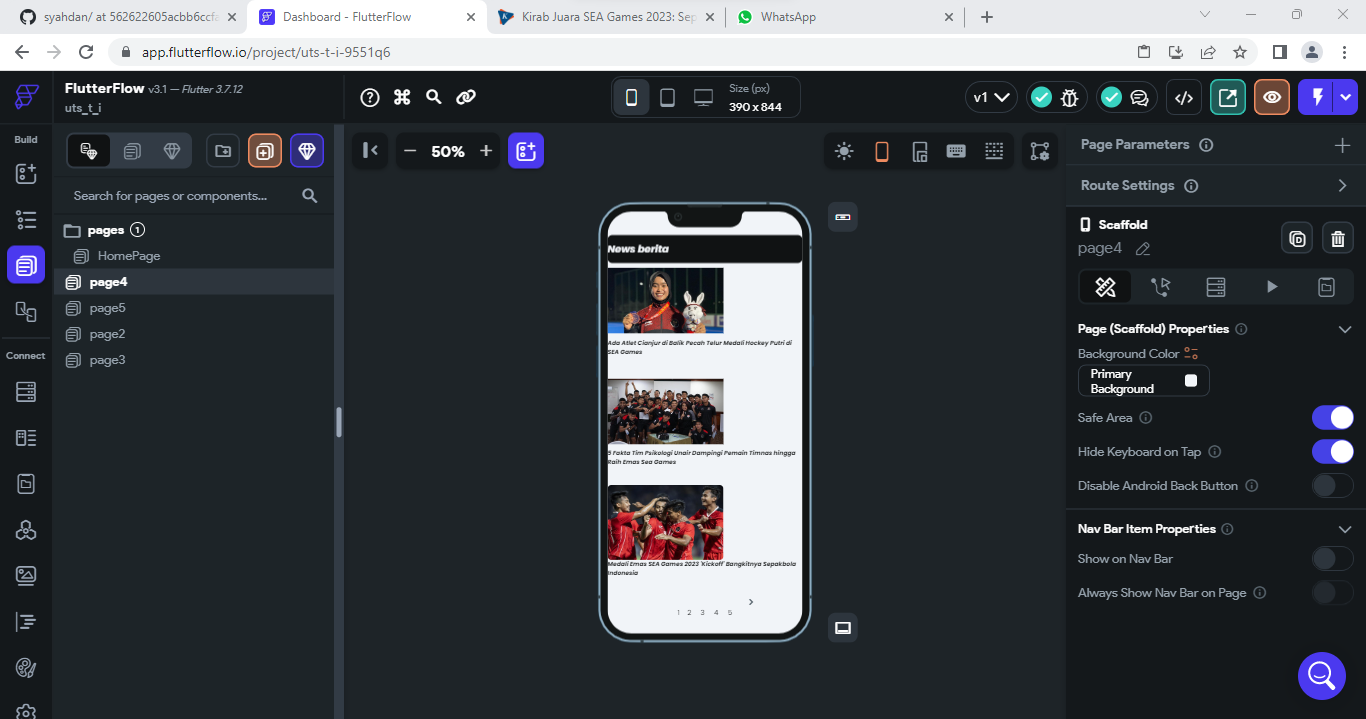 syahdan/ at 562622605acbb6ccfa
Dashboard - FlutterFlow
Kirab Juara SEA Games 2023: Sep
WhatsApp
app.flutterflow.io/project/uts-t-i-9551q6
FlutterFlow v3.1 — Flutter 3.7.12
uts_t_i
Size (px)
390 x 844
v1
Build
50%
Page Parameters
Search for pages or components...
Route Settings
pages 1
HomePage
page4
page5
page2
page3
Connect
News berita
Ada Atlet Cianjur di Balik Pecah Telur Medali Hockey Putri di
SEA Games
5 Fakta Tim Psikologi Unair Dampingi Pemain Timnas hingga
Raih Emas Sea Games
Medali Emas SEA Games 2023 'Kickoff' Bangkitnya Sepakbola
Indonesia
1 2 3 4 5
Scaffold
page4
Page (Scaffold) Properties
Background Color
Primary
Background
Safe Area
Hide Keyboard on Tap
Disable Android Back Button
Nav Bar Item Properties
Show on Nav Bar
Always Show Nav Bar on Page